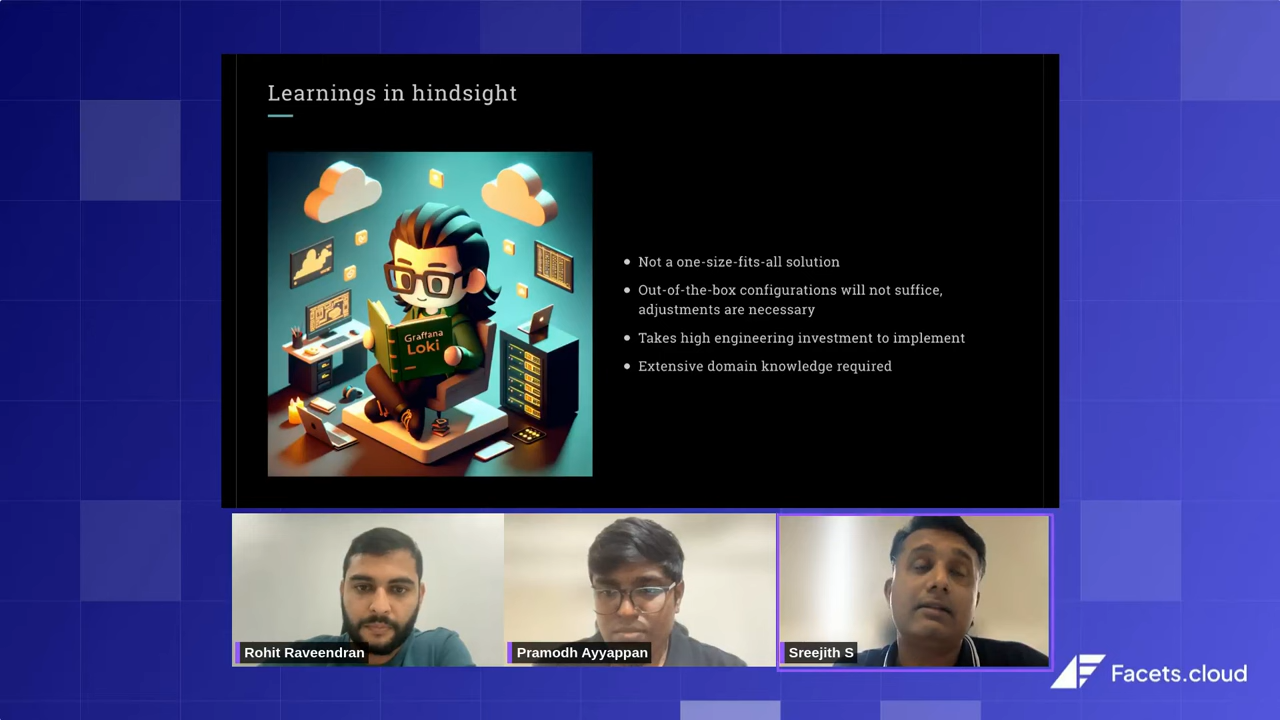 Learnings in hindsight
Graffana
Loki
Not a one-size-fits-all solution
Out-of-the-box configurations will not suffice,
adjustments are necessary
Takes high engineering investment to implement
Extensive domain knowledge required
Rohit Raveendran
Pramodh Ayyappan
Sreejith S
Facets.cloud